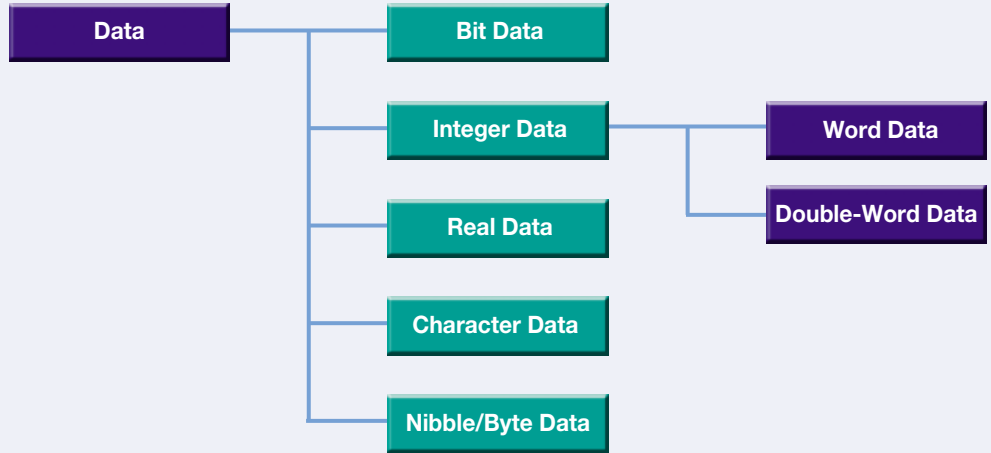 Data
Bit Data
Integer Data
Word Data
Double-Word Data
Real Data
Character Data
Nibble/Byte Data